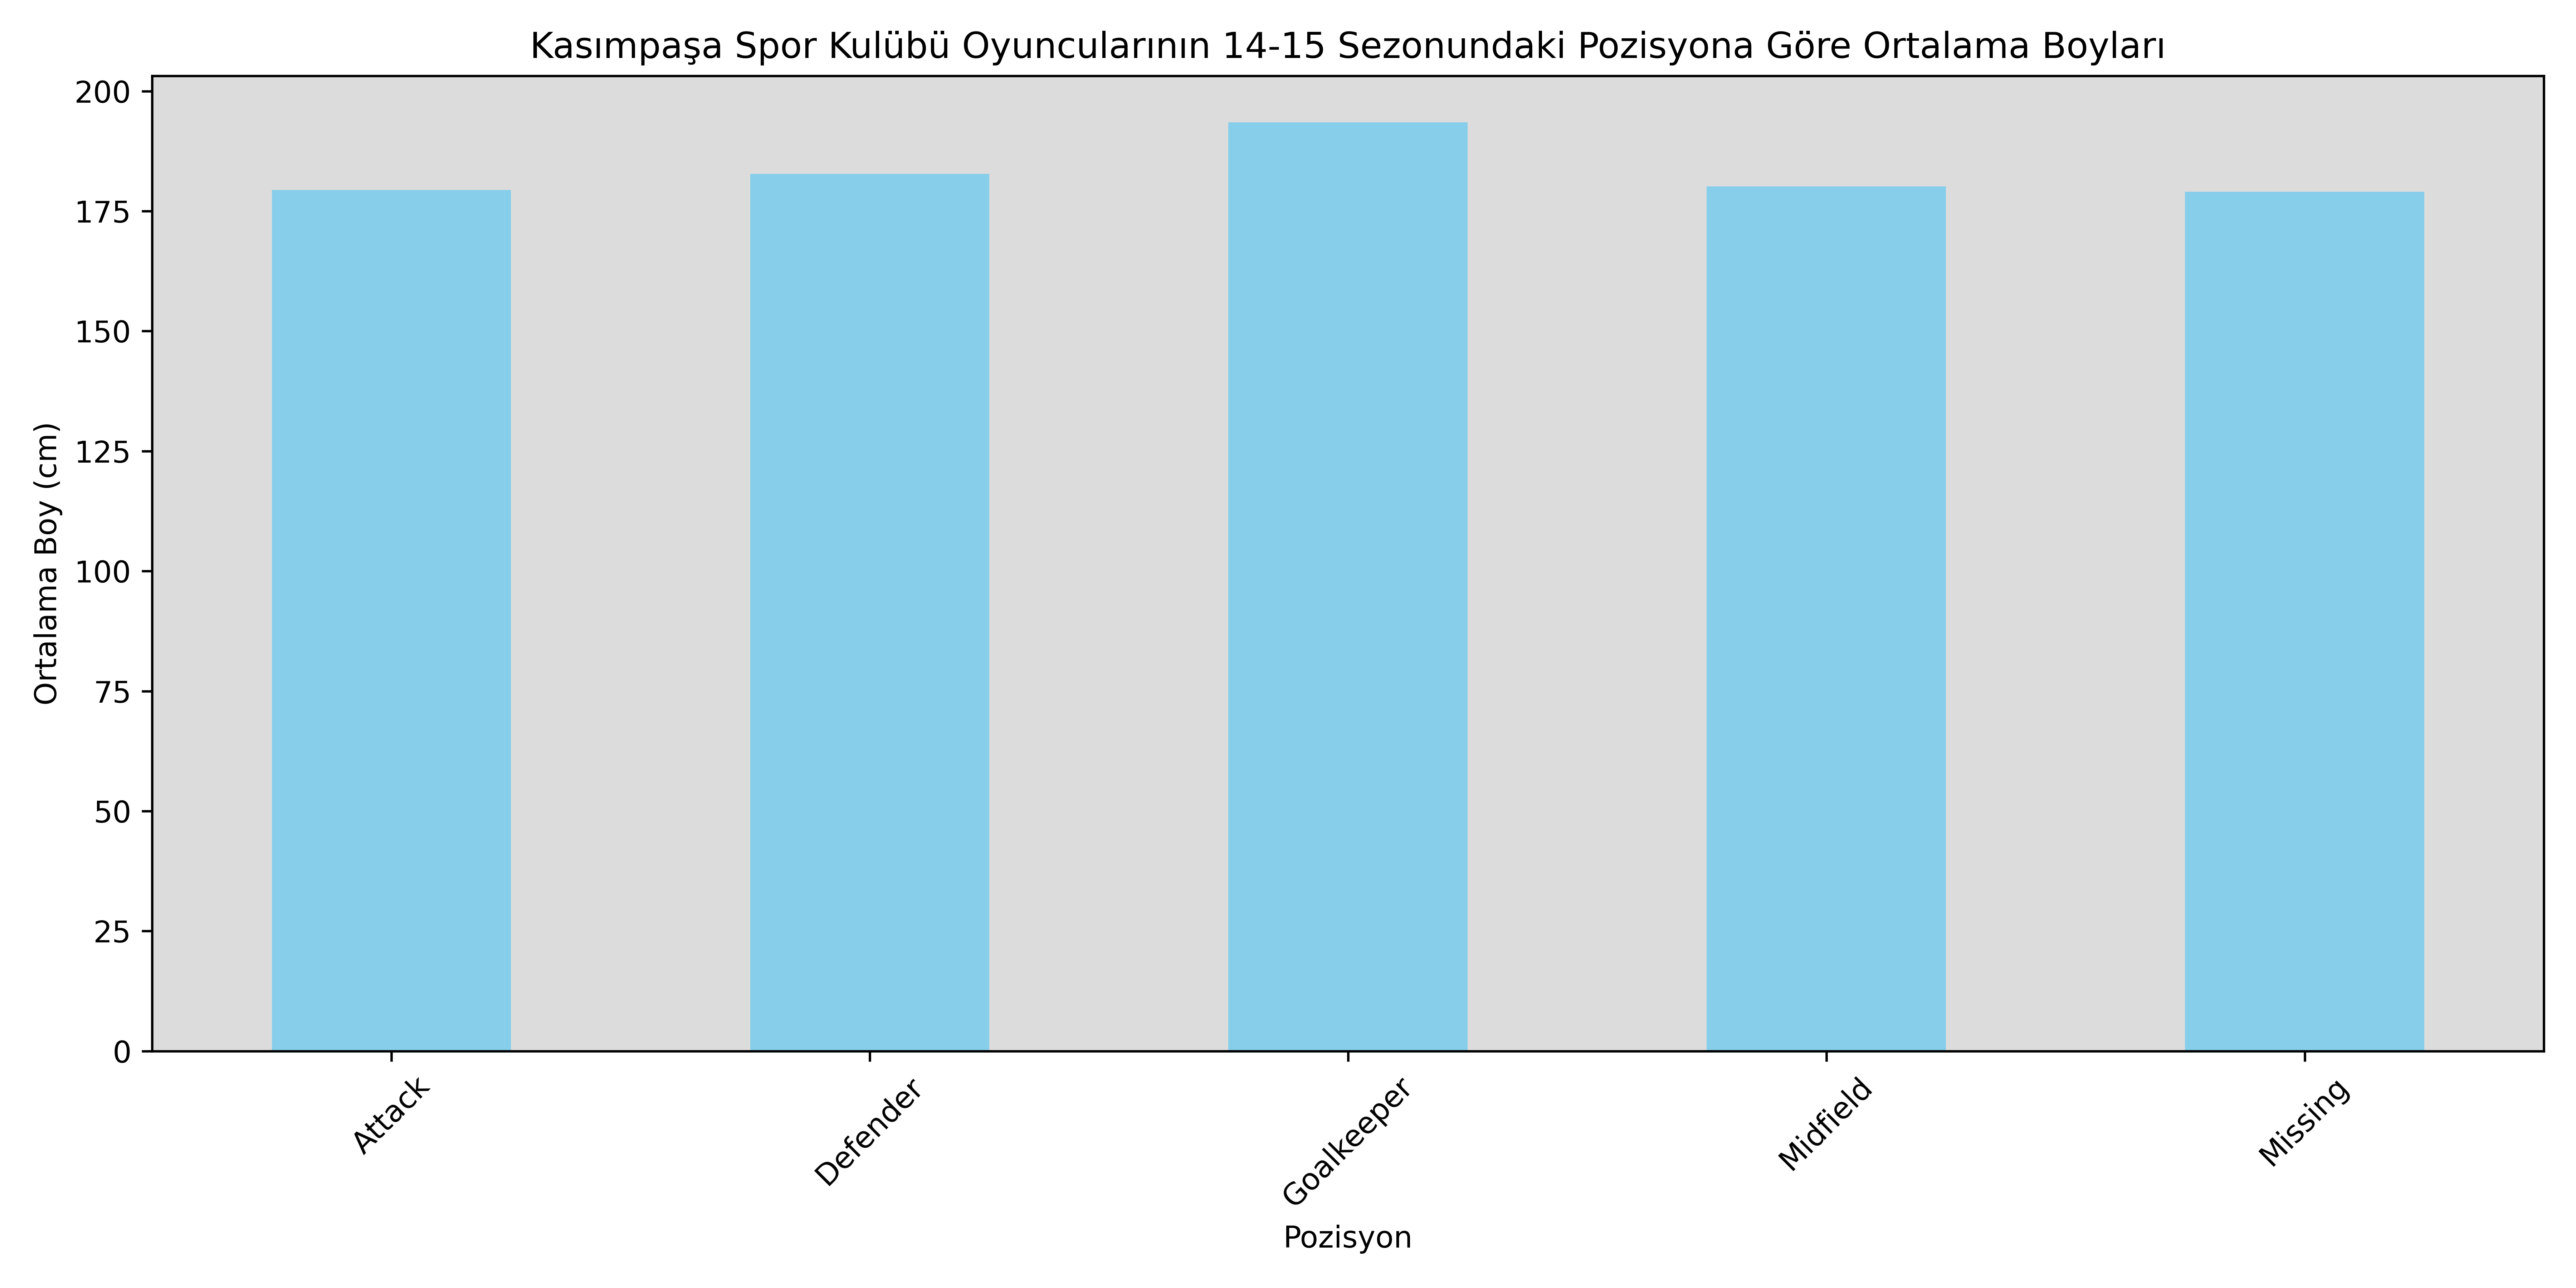 Kasımpaşa Spor Kulübü Oyuncularının 14-15 Sezonundaki Pozisyona Göre Ortalama Boyları
Ortalama Boy (cm)
200
175
150
125
100
75
50
25
0
Attack
Defender
Goalkeeper
Midfield
Missing
Pozisyon